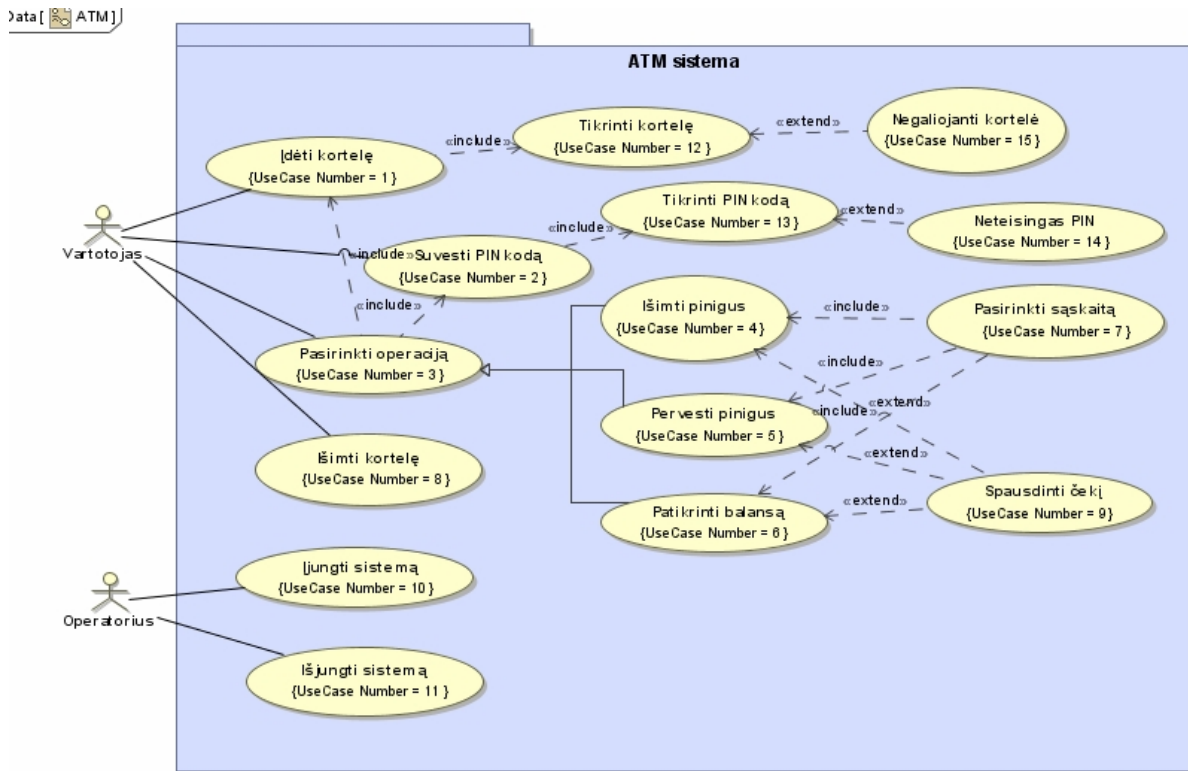 Data [ ATM ]
ATM sistema
Įdėti kortelę
{UseCase Number = 1 }
«include»
Tikrinti kortelę
{UseCase Number = 12 }
«extend»
Negaliojanti kortelė
{UseCase Number = 15 }
Vartotojas
«include»
Suvesti PIN kodą
{UseCase Number = 2 }
«include»
Tikrinti PIN kodą
{UseCase Number = 13 }
«extend»
Neteisingas PIN
{UseCase Number = 14 }
«include»
Pasirinkti operaciją
{UseCase Number = 3 }
Išimti pinigus
{UseCase Number = 4 }
«include»
Pasirinkti sąskaitą
{UseCase Number = 7 }
«include»
«extend»
«include»
Pervesti pinigus
{UseCase Number = 5 }
«extend»
Išimti kortelę
{UseCase Number = 8 }
Patikrinti balansą
{UseCase Number = 6 }
«extend»
Spausdinti čekį
{UseCase Number = 9 }
Operatorius
Įjungti sistemą
{UseCase Number = 10 }
Išjungti sistemą
{UseCase Number = 11 }